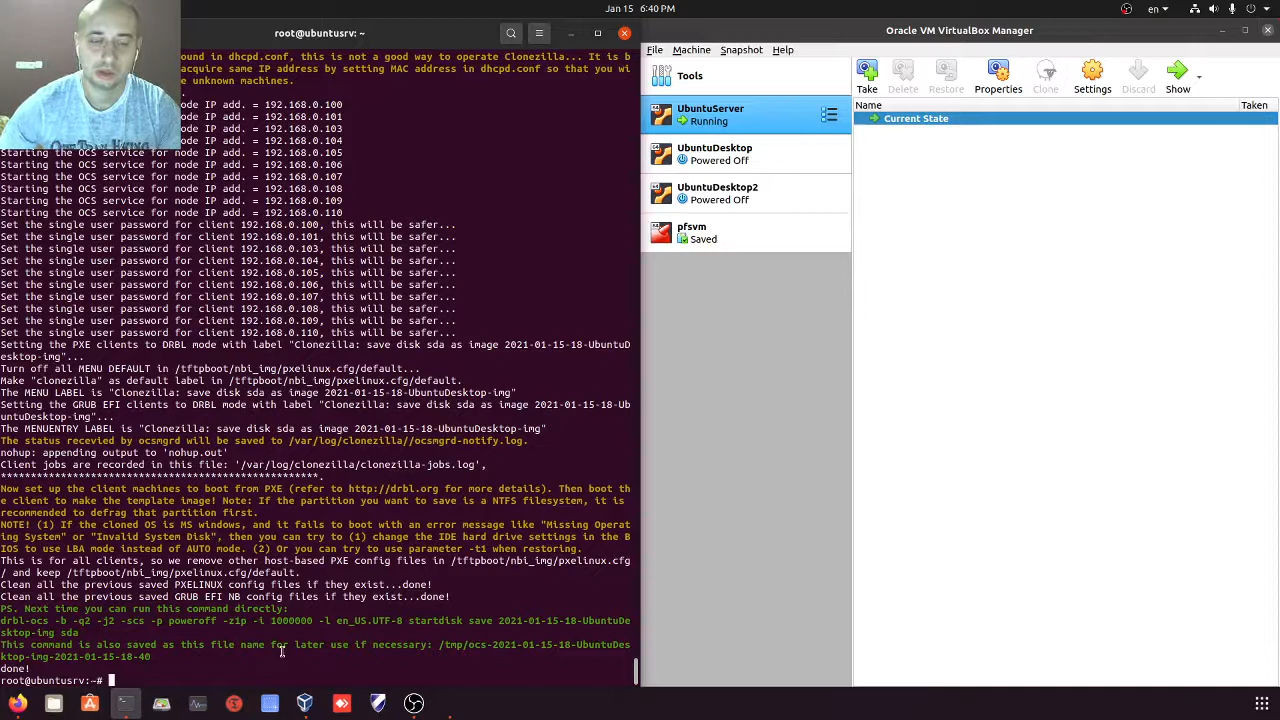 Jan 15  6:40 PM
en
root@ubuntusrv: ~
ound in dhcpd.conf, this is not a good way to operate Clonezilla... It is b
acquire same IP address by setting MAC address in dhcpd.conf so that you wi
e unknown machines.
.
ode IP add. = 192.168.0.100
ode IP add. = 192.168.0.101
ode IP add. = 192.168.0.103
ode IP add. = 192.168.0.104
Starting the OCS service for node IP add. = 192.168.0.105
Starting the OCS service for node IP add. = 192.168.0.106
Starting the OCS service for node IP add. = 192.168.0.107
Starting the OCS service for node IP add. = 192.168.0.108
Starting the OCS service for node IP add. = 192.168.0.109
Starting the OCS service for node IP add. = 192.168.0.110
Set the single user password for client 192.168.0.100, this will be safer...
Set the single user password for client 192.168.0.101, this will be safer...
Set the single user password for client 192.168.0.103, this will be safer...
Set the single user password for client 192.168.0.104, this will be safer...
Set the single user password for client 192.168.0.105, this will be safer...
Set the single user password for client 192.168.0.106, this will be safer...
Set the single user password for client 192.168.0.107, this will be safer...
Set the single user password for client 192.168.0.108, this will be safer...
Set the single user password for client 192.168.0.109, this will be safer...
Set the single user password for client 192.168.0.110, this will be safer...
Setting the PXE clients to DRBL mode with label "Clonezilla: save disk sda as image 2021-01-15-18-UbuntuD
esktop-img"...
Turn off all MENU DEFAULT in /tftpboot/nbi_img/pxelinux.cfg/default...
Make "clonezilla" as default label in /tftpboot/nbi_img/pxelinux.cfg/default.
The MENU LABEL is "Clonezilla: save disk sda as image 2021-01-15-18-UbuntuDesktop-img"
Setting the GRUB EFI clients to DRBL mode with label "Clonezilla: save disk sda as image 2021-01-15-18-Ub
untuDesktop-img"...
The MENUENTRY LABEL is "Clonezilla: save disk sda as image 2021-01-15-18-UbuntuDesktop-img"
The status recevied by ocsmgrd will be saved to /var/log/clonezilla//ocsmgrd-notify.log.
nohup: appending output to 'nohup.out'
Client jobs are recorded in this file: '/var/log/clonezilla/clonezilla-jobs.log',
*****************************************************.
Now set up the client machines to boot from PXE (refer to http://drbl.org for more details). Then boot th
e client to make the template image! Note: If the partition you want to save is a NTFS filesystem, it is
recommended to defrag that partition first.
NOTE! (1) If the cloned OS is MS windows, and it fails to boot with an error message like "Missing Operat
ing System" or "Invalid System Disk", then you can try to (1) change the IDE hard drive settings in the B
IOS to use LBA mode instead of AUTO mode. (2) Or you can try to use parameter -t1 when restoring.
This is for all clients, so we remove other host-based PXE config files in /tftpboot/nbi_img/pxelinux.cfg
/ and keep /tftpboot/nbi_img/pxelinux.cfg/default.
Clean all the previous saved PXELINUX config files if they exist...done!
Clean all the previous saved GRUB EFI NB config files if they exist...done!
PS. Next time you can run this command directly:
drbl-ocs -b -q2 -j2 -scs -p poweroff -z1p -i 1000000 -l en_US.UTF-8 startdisk save 2021-01-15-18-UbuntuDe
sktop-img sda
This command is also saved as this file name for later use if necessary: /tmp/ocs-2021-01-15-18-UbuntuDes
ktop-img-2021-01-15-18-40
done!
root@ubuntusrv:~#
Oracle VM VirtualBox Manager
File Machine Snapshot Help
Tools
UbuntuServer
Running
UbuntuDesktop
Powered Off
UbuntuDesktop2
Powered Off
pfsvm
Saved
Take Delete Restore Properties Clone Settings Discard Show
Name Taken
Current State